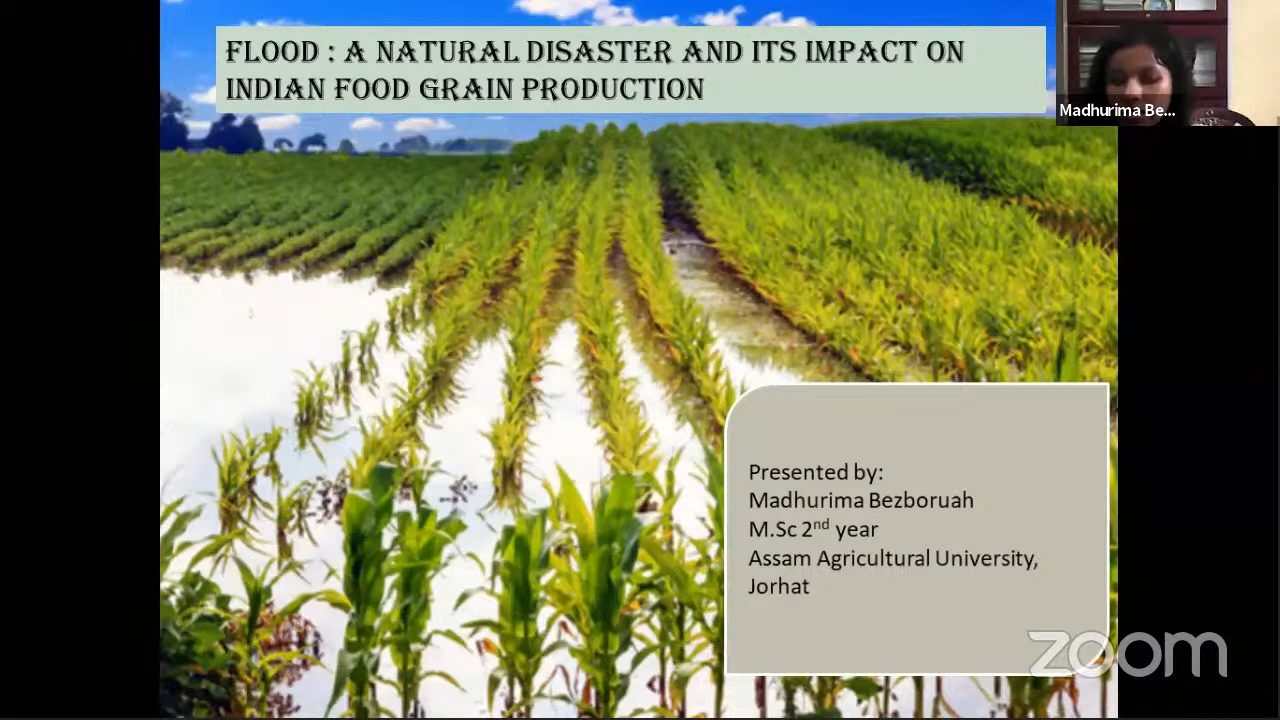 FLOOD : A NATURAL DISASTER AND ITS IMPACT ON
INDIAN FOOD GRAIN PRODUCTION
Madhurima Be...
Presented by:
Madhurima Bezboruah
M.Sc 2nd year
Assam Agricultural University,
Jorhat
zoom